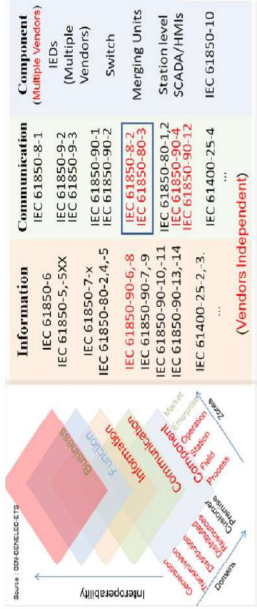 Source : CEN-CENELEC-ETSI
Interoperability
Business
Function
Information
Communication
Component
Generation
Transmission
Distribution
Distributed
Resources
Customer
Premise
Domains
Process
Field
Station
Operation
Enterprise
Market
Zones
Information
IEC 61850-6
IEC 61850-5,-5XX
IEC 61850-7-x
IEC 61850-80-2,4,-5
IEC 61850-90-6,-8
IEC 61850-90-7,-9
IEC 61850-90-10,-11
IEC 61850-90-13,-14
IEC 61400-25-2,-3.
...
(Vendors Independent)
Communication
IEC 61850-8-1
IEC 61850-9-2
IEC 61850-9-3
IEC 61850-90-1
IEC 61850-90-2
IEC 61850-8-2
IEC 61850-80-3
IEC 61850-80-1,2
IEC 61850-90-4
IEC 61850-90-12
IEC 61400-25-4
...
Component
(Multiple Vendors)
IEDs
(Multiple
Vendors)
Switch
Merging Units
Station level
SCADA/HMIs
IEC 61850-10